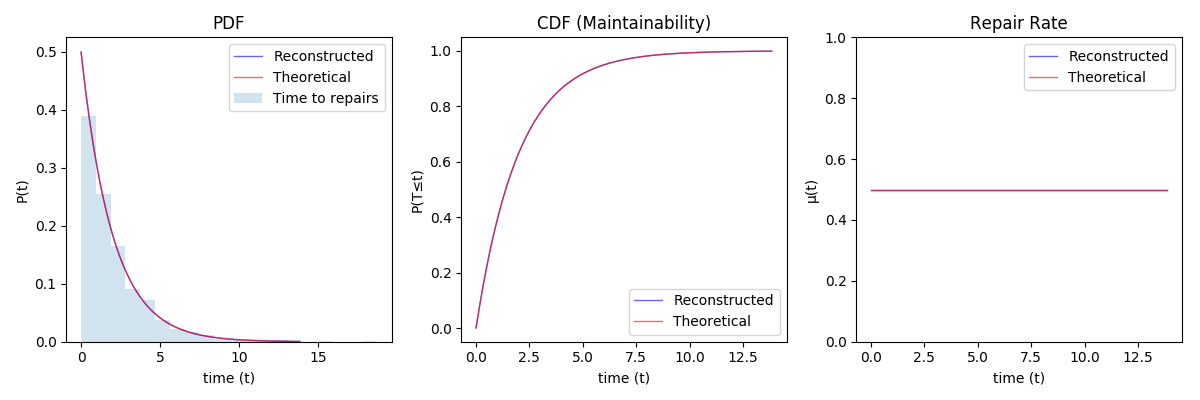 PDF
Reconstructed
Theoretical
Time to repairs
P(t)
0.5
0.4
0.3
0.2
0.1
0.0
0 5 10 15
time (t)
CDF (Maintainability)
P(T≤t)
1.0
0.8
0.6
0.4
0.2
0.0
Reconstructed
Theoretical
0.0 2.5 5.0 7.5 10.0 12.5
time (t)
Repair Rate
Reconstructed
Theoretical
μ(t)
1.0
0.8
0.6
0.4
0.2
0.0
0.0 2.5 5.0 7.5 10.0 12.5
time (t)